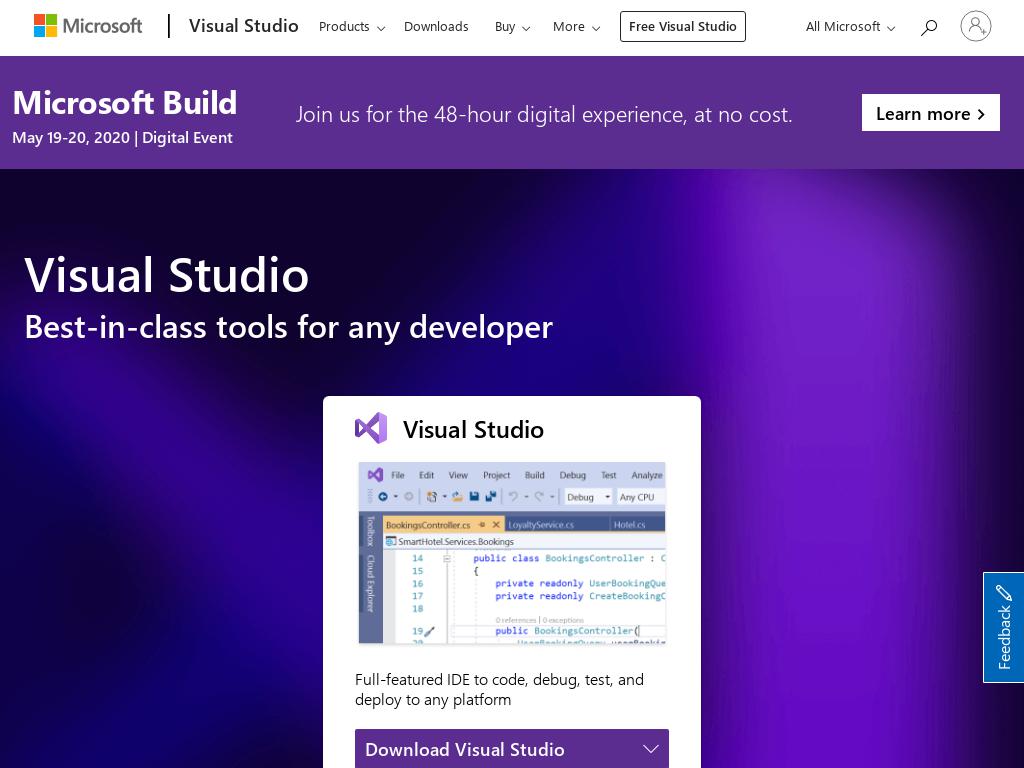 Microsoft
Visual Studio
Products
Downloads
Buy
More
Free Visual Studio
All Microsoft
Microsoft Build
May 19-20, 2020 | Digital Event
Join us for the 48-hour digital experience, at no cost.
Learn more
Visual Studio
Best-in-class tools for any developer
Visual Studio
File Edit View Project Build Debug Test Analyze
Debug Any CPU
Toolbox
Cloud Explorer
BookingsController.cs LoyaltyService.cs Hotel.cs
SmartHotel.Services.Bookings
14 public class BookingsController : C
15 {
16 private readonly UserBookingQue
17 private readonly CreateBookingC
18
0 references | 0 exceptions
19 public BookingsController(
Full-featured IDE to code, debug, test, and
deploy to any platform
Download Visual Studio
Feedback